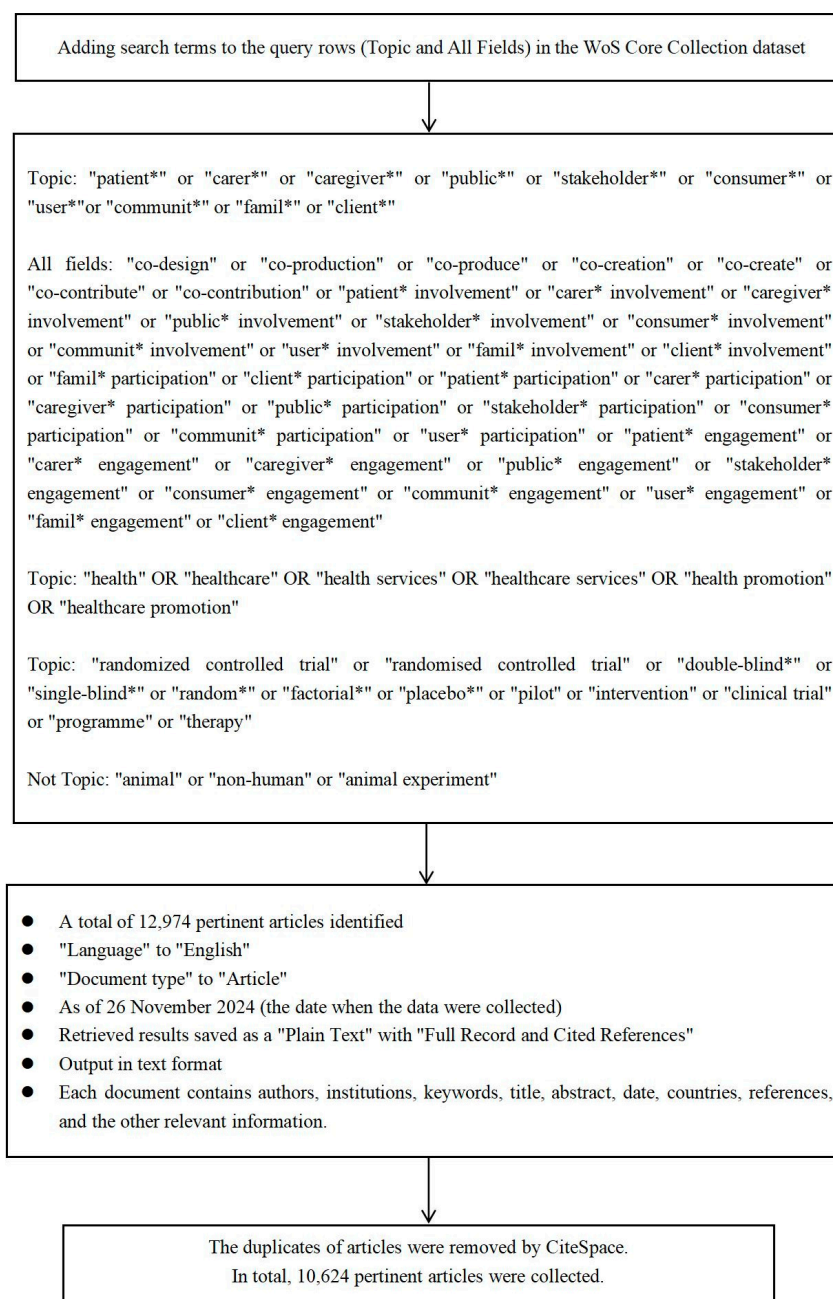 Adding search terms to the query rows (Topic and All Fields) in the WoS Core Collection dataset
Topic: "patient*" or "carer*" or "caregiver*" or "public*" or "stakeholder*" or "consumer*" or
"user*"or "communit*" or "famil*" or "client*"
All fields: "co-design" or "co-production" or "co-produce" or "co-creation" or "co-create" or
"co-contribute" or "co-contribution" or "patient* involvement" or "carer* involvement" or "caregiver*
involvement" or "public* involvement" or "stakeholder* involvement" or "consumer* involvement"
or "communit* involvement" or "user* involvement" or "famil* involvement" or "client* involvement"
or "famil* participation" or "client* participation" or "patient* participation" or "carer* participation" or
"caregiver* participation" or "public* participation" or "stakeholder* participation" or "consumer*
participation" or "communit* participation" or "user* participation" or "patient* engagement" or
"carer* engagement" or "caregiver* engagement" or "public* engagement" or "stakeholder*
engagement" or "consumer* engagement" or "communit* engagement" or "user* engagement" or
"famil* engagement" or "client* engagement"
Topic: "health" OR "healthcare" OR "health services" OR "healthcare services" OR "health promotion"
OR "healthcare promotion"
Topic: "randomized controlled trial" or "randomised controlled trial" or "double-blind*" or
"single-blind*" or "random*" or "factorial*" or "placebo*" or "pilot" or "intervention" or "clinical trial"
or "programme" or "therapy"
Not Topic: "animal" or "non-human" or "animal experiment"
● A total of 12,974 pertinent articles identified
● "Language" to "English"
● "Document type" to "Article"
● As of 26 November 2024 (the date when the data were collected)
● Retrieved results saved as a "Plain Text" with "Full Record and Cited References"
● Output in text format
● Each document contains authors, institutions, keywords, title, abstract, date, countries, references,
and the other relevant information.
The duplicates of articles were removed by CiteSpace.
In total, 10,624 pertinent articles were collected.